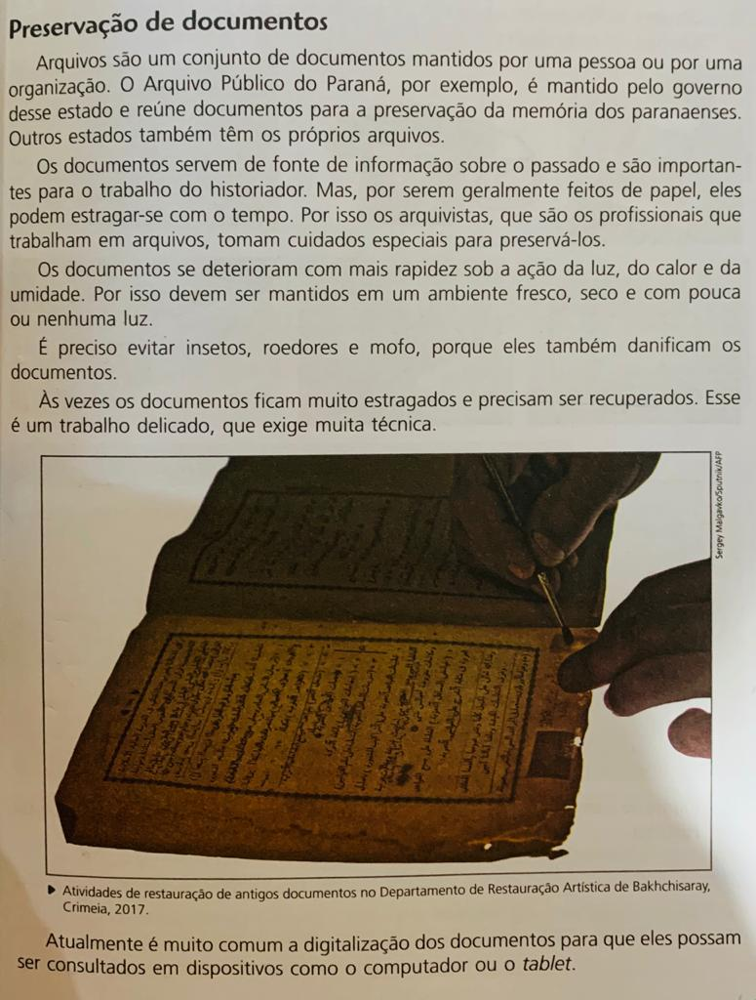 Preservação de documentos
Arquivos são um conjunto de documentos mantidos por uma pessoa ou por uma
organização. O Arquivo Público do Paraná, por exemplo, é mantido pelo governo
desse estado e reúne documentos para a preservação da memória dos paranaenses.
Outros estados também têm os próprios arquivos.
Os documentos servem de fonte de informação sobre o passado e são importan-
tes para o trabalho do historiador. Mas, por serem geralmente feitos de papel, eles
podem estragar-se com o tempo. Por isso os arquivistas, que são os profissionais que
trabalham em arquivos, tomam cuidados especiais para preservá-los.
Os documentos se deterioram com mais rapidez sob a ação da luz, do calor e da
umidade. Por isso devem ser mantidos em um ambiente fresco, seco e com pouca
ou nenhuma luz.
É preciso evitar insetos, roedores e mofo, porque eles também danificam os
documentos.
Às vezes os documentos ficam muito estragados e precisam ser recuperados. Esse
é um trabalho delicado, que exige muita técnica.
Sergey Malgavko/Sputnik/AFP
Atividades de restauração de antigos documentos no Departamento de Restauração Artística de Bakhchisaray,
Crimeia, 2017.
Atualmente é muito comum a digitalização dos documentos para que eles possam
ser consultados em dispositivos como o computador ou o tablet.